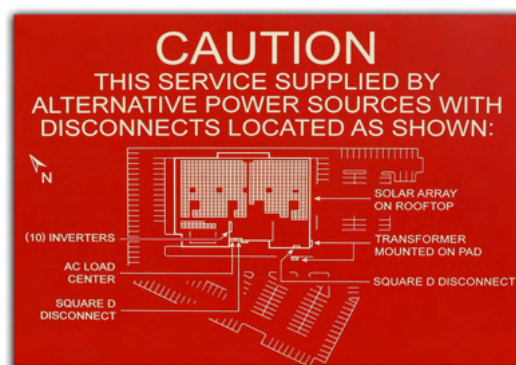 CAUTION
THIS SERVICE SUPPLIED BY
ALTERNATIVE POWER SOURCES WITH
DISCONNECTS LOCATED AS SHOWN:
N
SOLAR ARRAY
ON ROOFTOP
(10) INVERTERS
TRANSFORMER
MOUNTED ON PAD
AC LOAD
CENTER
SQUARE D DISCONNECT
SQUARE D
DISCONNECT